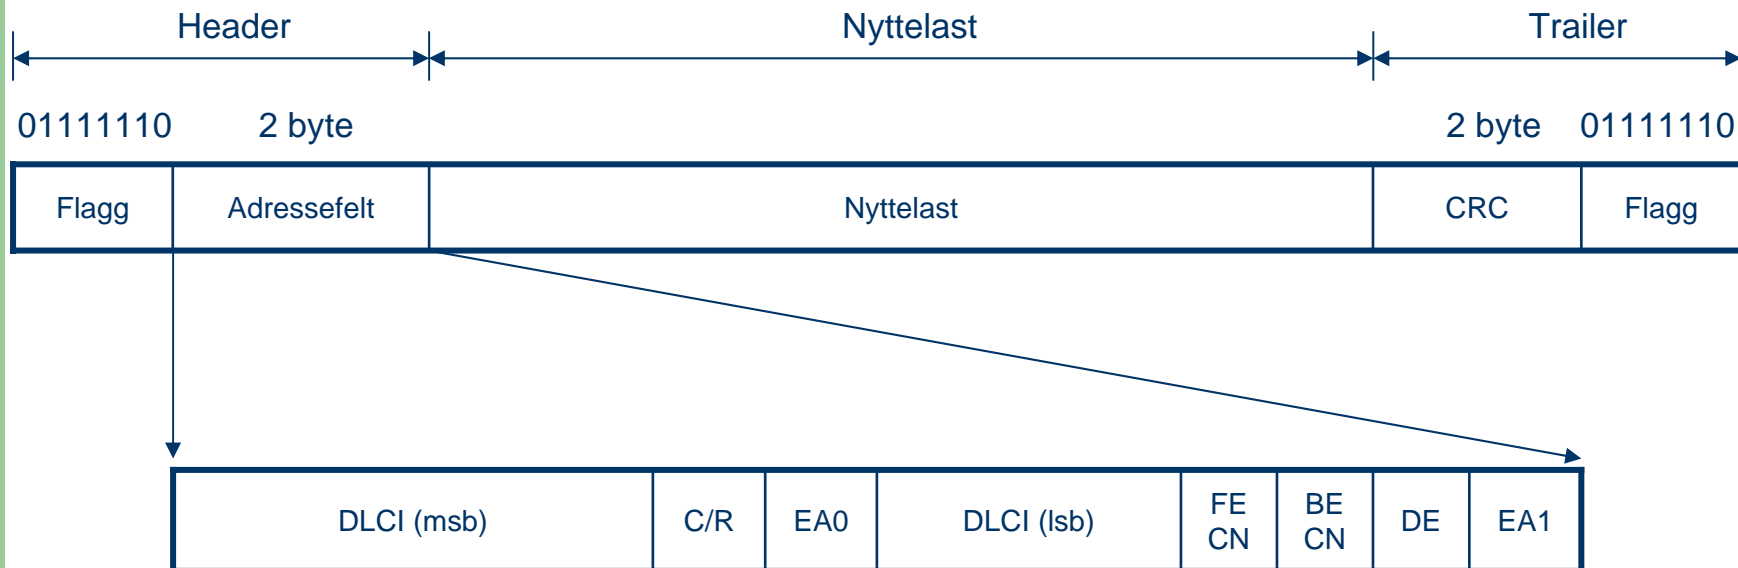 Header Nyttelast Trailer
01111110 2 byte 2 byte 01111110
Flagg Adressefelt Nyttelast CRC Flagg
DLCI (msb) C/R EA0 DLCI (lsb) FE CN BE CN DE EA1